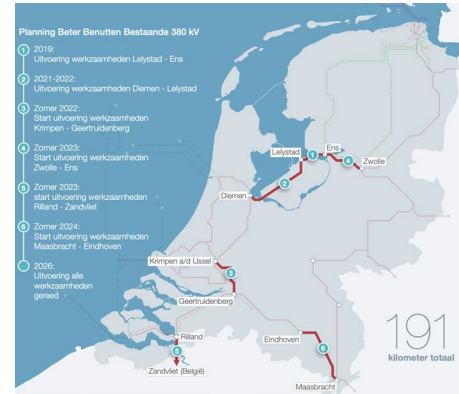 Planning Beter Benutten Bestaande 380 kV
1 2019:
Uitvoering werkzaamheden Lelystad - Ens
2 2021-2022:
Uitvoering werkzaamheden Diemen - Lelystad
3 Zomer 2022:
Start uitvoering werkzaamheden
Krimpen - Geertruidenberg
4 Zomer 2023:
Start uitvoering werkzaamheden
Zwolle - Ens
5 Zomer 2023:
start uitvoering werkzaamheden
Rilland - Zandvliet
6 Zomer 2024:
Start uitvoering werkzaamheden
Maasbracht - Eindhoven
2026:
Uitvoering alle
werkzaamheden
gereed
Lelystad
Ens
1
4
Zwolle
2
Diemen
Krimpen a/d IJssel
3
Geertruidenberg
Rilland
5
Zandvliet (België)
Eindhoven
6
Maasbracht
191
kilometer totaal